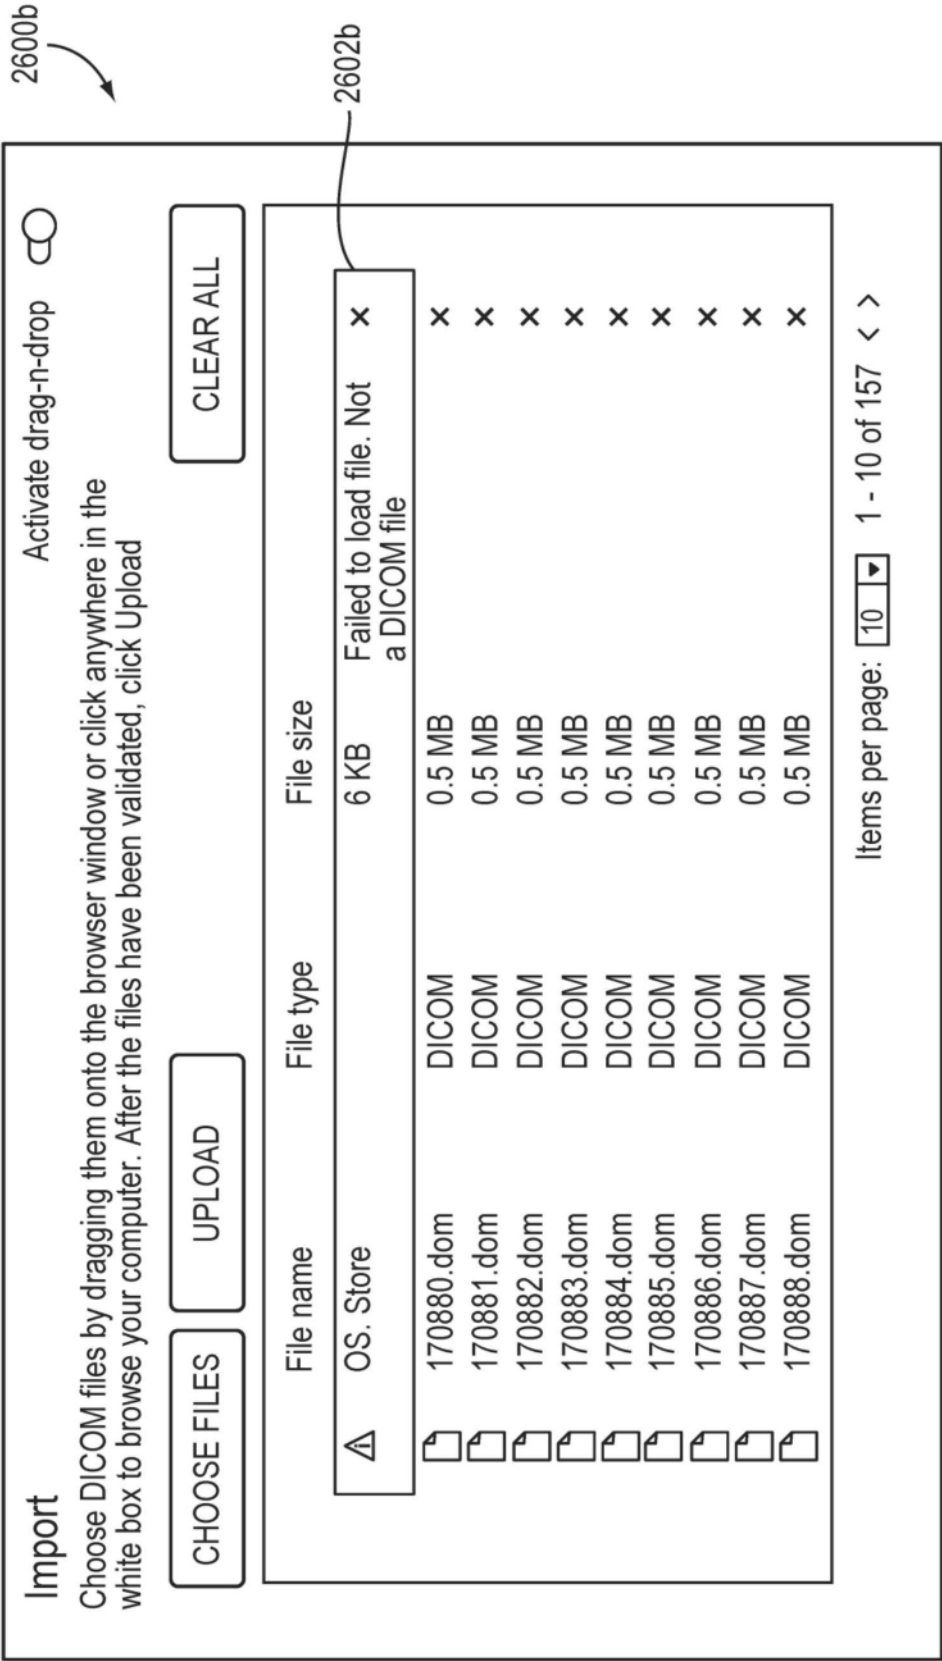 2600b
Import
Activate drag-n-drop
Choose DICOM files by dragging them onto the browser window or click anywhere in the
white box to browse your computer. After the files have been validated, click Upload
CHOOSE FILES UPLOAD CLEAR ALL
File name File type File size
2602b
OS. Store 6 KB Failed to load file. Not
a DICOM file ×
170880.dom DICOM 0.5 MB ×
170881.dom DICOM 0.5 MB ×
170882.dom DICOM 0.5 MB ×
170883.dom DICOM 0.5 MB ×
170884.dom DICOM 0.5 MB ×
170885.dom DICOM 0.5 MB ×
170886.dom DICOM 0.5 MB ×
170887.dom DICOM 0.5 MB ×
170888.dom DICOM 0.5 MB ×
Items per page: 10 1 - 10 of 157 < >